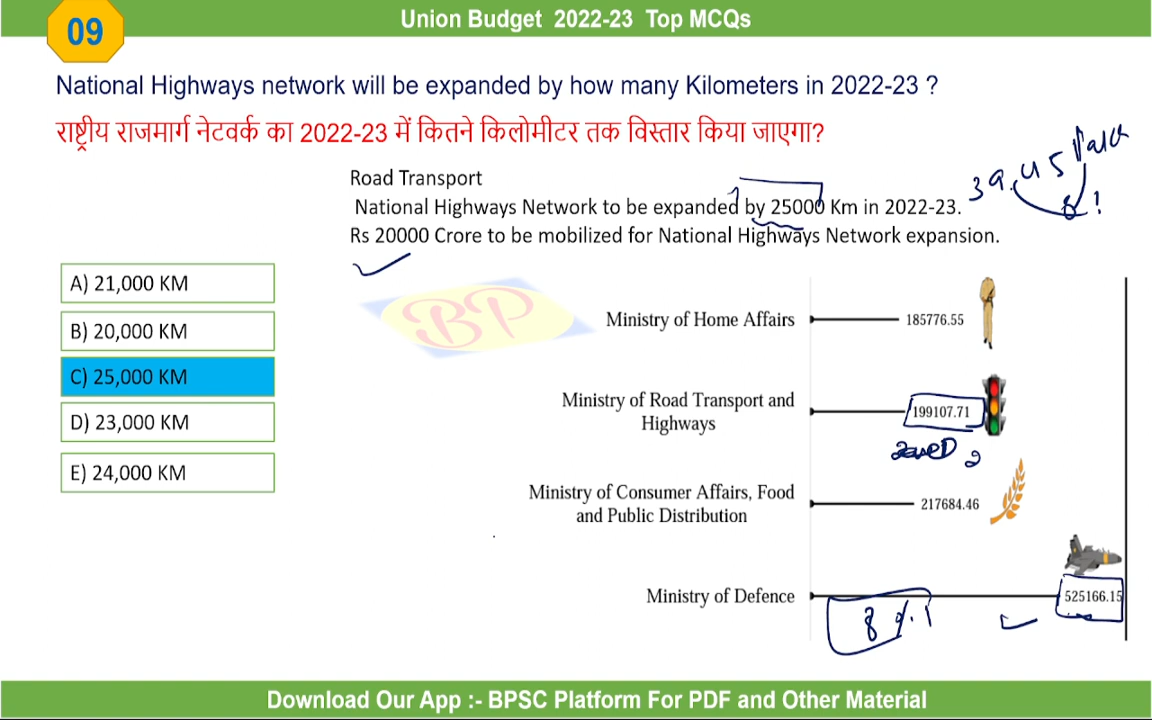 Union Budget 2022-23 Top MCQs
09
National Highways network will be expanded by how many Kilometers in 2022-23 ?
राष्ट्रीय राजमार्ग नेटवर्क का 2022-23 में कितने किलोमीटर तक विस्तार किया जाएगा?
39.45
Road Transport
National Highways Network to be expanded by 25000 Km in 2022-23.
Rs 20000 Crore to be mobilized for National Highways Network expansion.
A) 21,000 KM
B) 20,000 KM
C) 25,000 KM
D) 23,000 KM
E) 24,000 KM
BP
Ministry of Home Affairs
185776.55
Ministry of Road Transport and
Highways
199107.71
Ministry of Consumer Affairs, Food
and Public Distribution
217684.46
Ministry of Defence
525166.15
8%
Download Our App :- BPSC Platform For PDF and Other Material